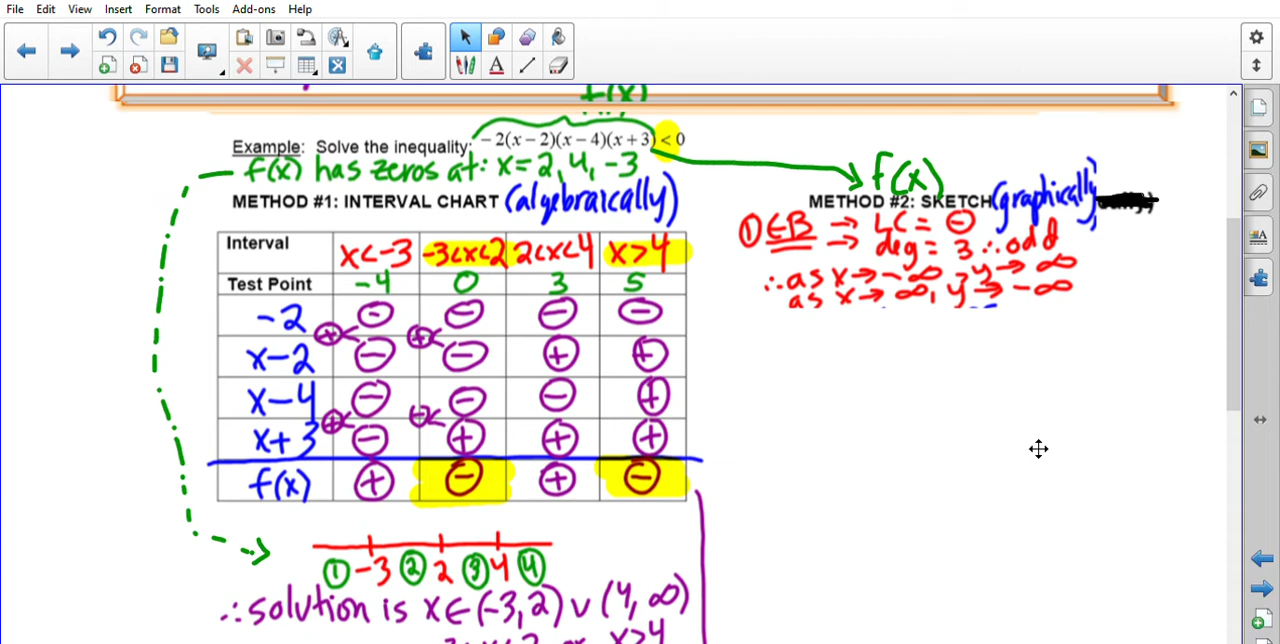 File Edit View Insert Format Tools Add-ons Help
f(x)
Example: Solve the inequality: −2(x − 2)(x − 4)(x + 3) < 0
f(x) has zeros at: x=2, 4, -3
f(x)
METHOD #1: INTERVAL CHART (algebraically)
METHOD #2: SKETCH (graphically)
① EB → LC = ⊖
→ deg = 3 ∴ odd
∴ as x → -∞, y → ∞
as x → ∞, y → -∞
Interval x<-3 -3<x<2 2<x<4 x>4
Test Point -4 0 3 5
-2 ⊖ ⊖ ⊖ ⊖
⊕ ⊕
x-2 ⊖ ⊖ ⊕ ⊕
x-4 ⊖ ⊖ ⊖ ⊕
⊕ −
x+3 ⊖ ⊕ ⊕ ⊕
f(x) ⊕ ⊖ ⊕ ⊖
① -3 ② 2 ③ 4 ④
∴ solution is x∈(-3, 2) ∪ (4, ∞)
x>4